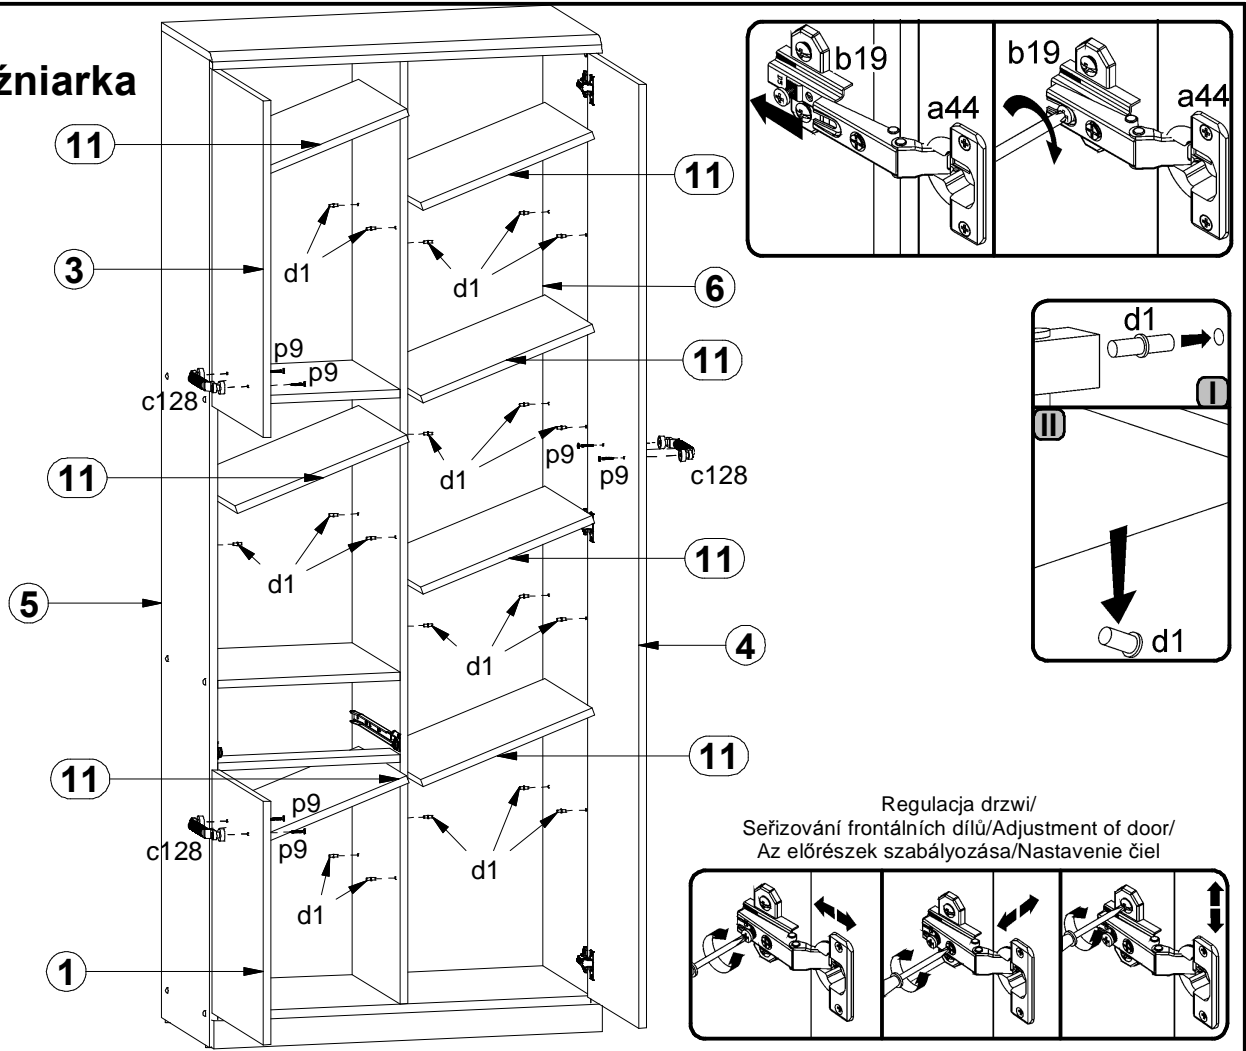 źniarka
11
11
3
d1
d1
6
p9
p9
c128
11
11
d1
p9
p9
c128
d1
11
5
d1
4
11
11
p9
c128
p9
d1
d1
1
b19
a44
b19
a44
d1
I
II
d1
Regulacja drzwi/
Seřizování frontálních dílů/Adjustment of door/
Az előrészek szabályozása/Nastavenie čiel